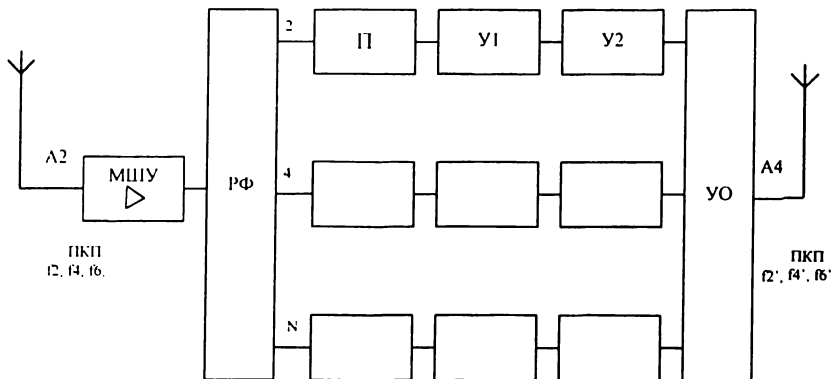 2
П
У1
У2
А2
МШУ
РФ
4
УО
А4
ПКП
f2, f4, f6,
ПКП
f2', f4', f6'
N